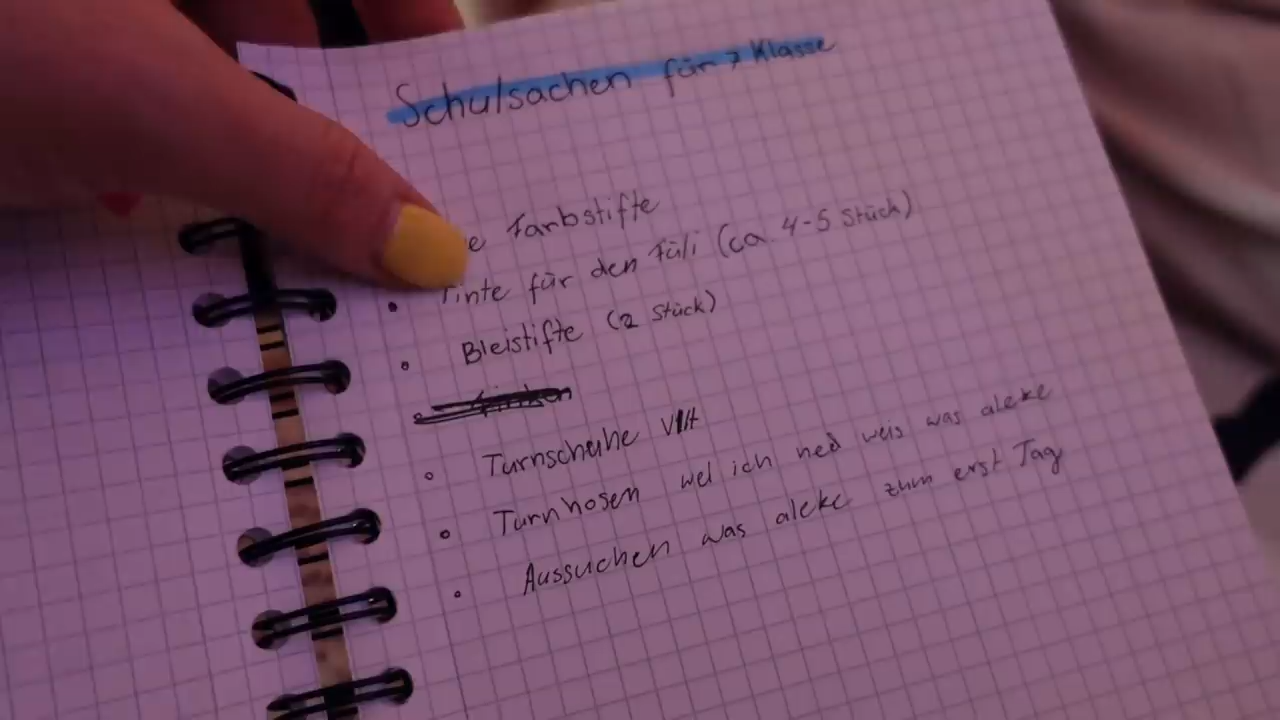 Schulsachen für 7 Klasse
Farbstifte
Tinte für den Füli (ca 4-5 Stück)
Bleistifte (2 Stück)
Turnschuhe
Turnhosen wel ich ned weis was aleke
Aussuchen was aleke zum erst Tag